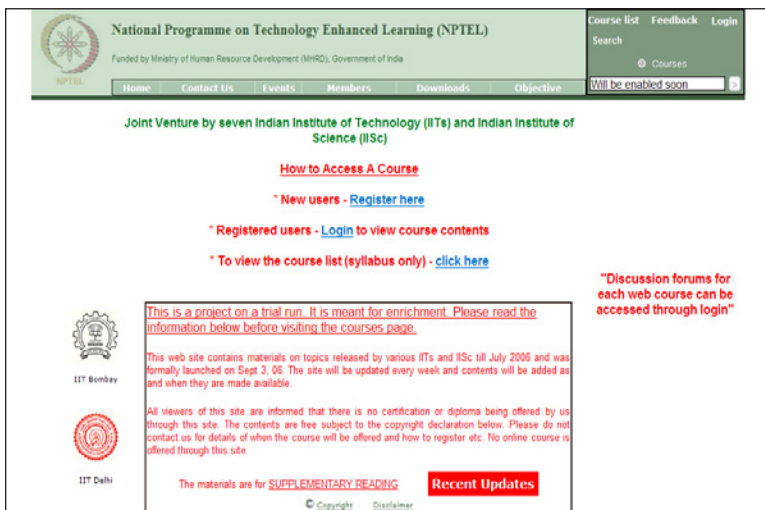 National Programme on Technology Enhanced Learning (NPTEL)
Funded by Ministry of Human Resource Development (MHRD), Government of India
NPTEL
Home Contact Us Events Members Downloads Objective
Course list Feedback Login
Search
Courses
Will be enabled soon
Joint Venture by seven Indian Institute of Technology (IITs) and Indian Institute of
Science (IISc)
How to Access A Course
* New users - Register here
* Registered users - Login to view course contents
* To view the course list (syllabus only) - click here
"Discussion forums for
each web course can be
accessed through login"
IIT Bombay
IIT Delhi
This is a project on a trial run. It is meant for enrichment. Please read the
information below before visiting the courses page.
This web site contains materials on topics released by various IITs and IISc till July 2006 and was
formally launched on Sept 3, 06. The site will be updated every week and contents will be added as
and when they are made available.
All viewers of this site are informed that there is no certification or diploma being offered by us
through this site. The contents are free subject to the copyright declaration below. Please do not
contact us for details of when the course will be offered and how to register etc. No online course is
offered through this site.
The materials are for SUPPLEMENTARY READING
Recent Updates
© Copyright Disclaimer